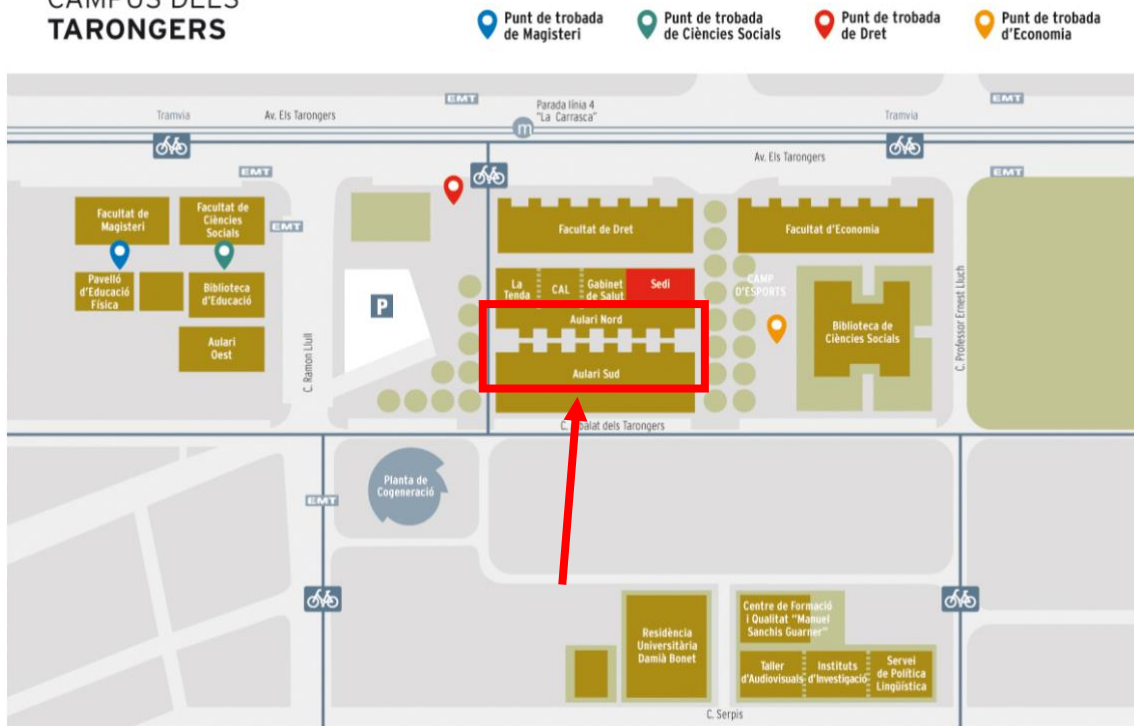 CAMPUS DELS
TARONGERS
Punt de trobada
de Magisteri
Punt de trobada
de Ciències Socials
Punt de trobada
de Dret
Punt de trobada
d'Economia
EMT
EMT
Tramvia
Av. Els Tarongers
Parada línia 4
"La Carrasca"
m
Tramvia
Av. Els Tarongers
EMT
EMT
Facultat de
Magisteri
Facultat de
Ciències
Socials
EMT
Facultat de Dret
Facultat d'Economia
Pavelló
d'Educació
Física
Biblioteca
d'Educació
P
La
Tenda
CAL
Gabinet
de Salut
Sedi
CAMP
D'ESPORTS
Aulari Nord
Biblioteca de
Ciències Socials
Aulari
Oest
C. Ramon Llull
Aulari Sud
C. Professor Ernest Lluch
C. dels Tarongers
Planta de
Cogeneració
EMT
Residència
Universitària
Damià Bonet
Centre de Formació
i Qualitat "Manuel
Sanchis Guarner"
Taller
d'Audiovisuals
Instituts
d'Investigació
Servei
de Política
Lingüística
C. Serpis